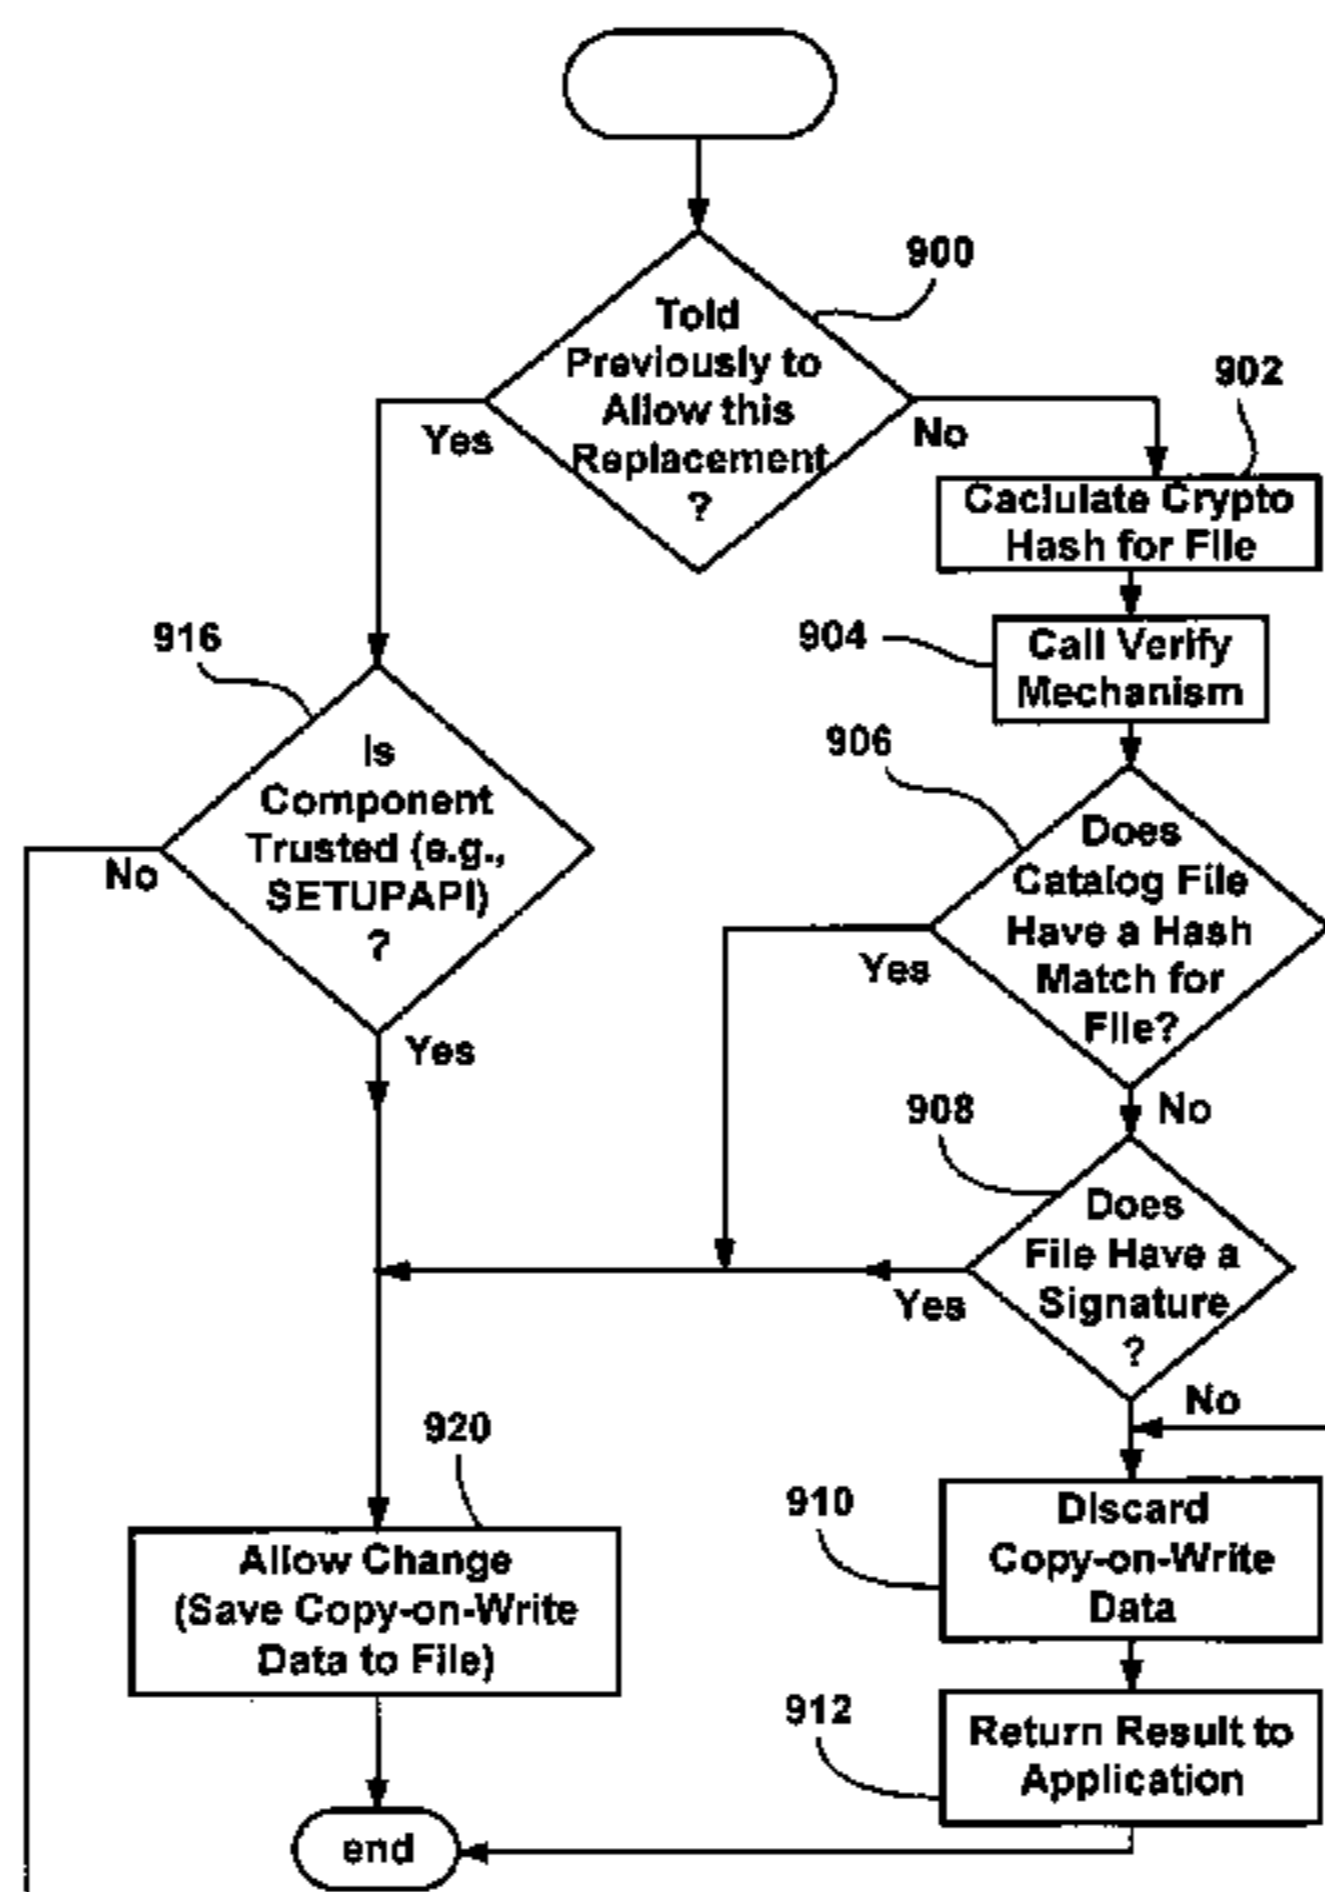 900
Told
Previously to
Allow this
Replacement
?
Yes
No
902
Caclulate Crypto
Hash for File
904
Call Verify
Mechanism
916
Is
Component
Trusted (e.g.,
SETUPAPI)
?
No
Yes
906
Does
Catalog File
Have a Hash
Match for
File?
Yes
No
908
Does
File Have a
Signature
?
Yes
No
920
Allow Change
(Save Copy-on-Write
Data to File)
910
Discard
Copy-on-Write
Data
912
Return Result to
Application
end